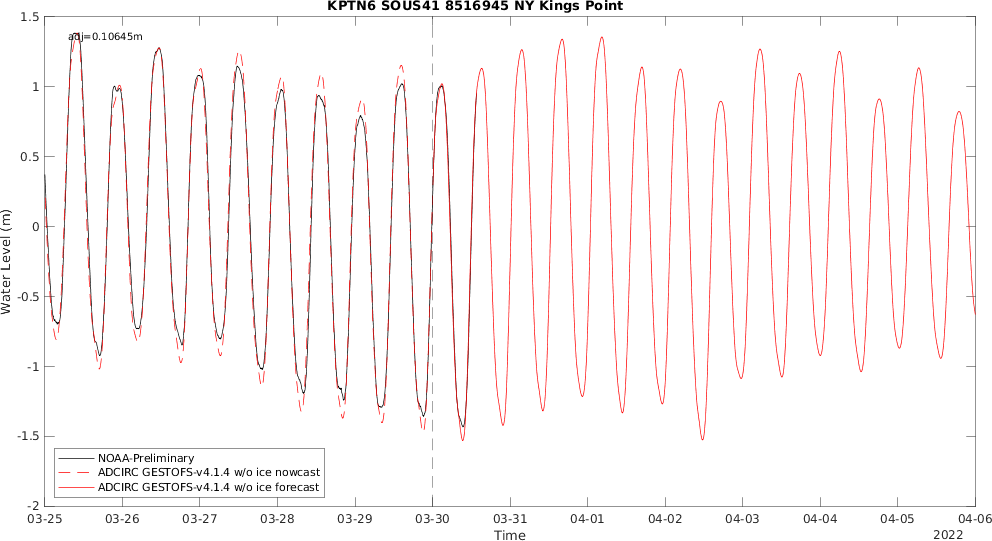 KPTN6 SOUS41 8516945 NY Kings Point
adj=0.10645m
1.5
1
0.5
0
-0.5
-1
-1.5
-2
Water Level (m)
NOAA-Preliminary
ADCIRC GESTOFS-v4.1.4 w/o ice nowcast
ADCIRC GESTOFS-v4.1.4 w/o ice forecast
03-25 03-26 03-27 03-28 03-29 03-30 03-31 04-01 04-02 04-03 04-04 04-05 04-06
Time
2022